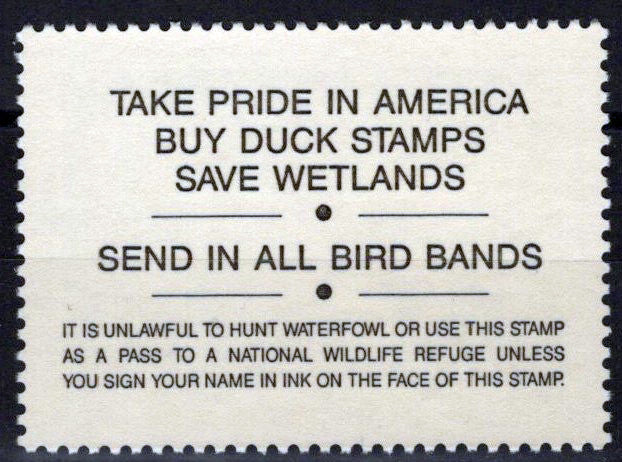 TAKE PRIDE IN AMERICA
BUY DUCK STAMPS
SAVE WETLANDS
SEND IN ALL BIRD BANDS
IT IS UNLAWFUL TO HUNT WATERFOWL OR USE THIS STAMP
AS A PASS TO A NATIONAL WILDLIFE REFUGE UNLESS
YOU SIGN YOUR NAME IN INK ON THE FACE OF THIS STAMP.